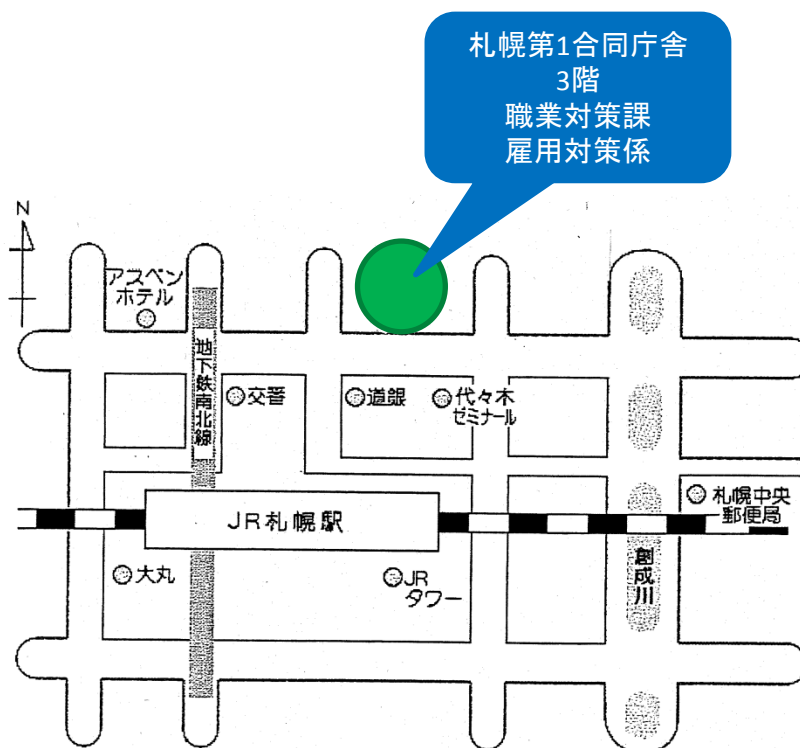 札幌第1合同庁舎
3階
職業対策課
雇用対策係
N
アスペン
ホテル
地下鉄南北線
交番
道銀
代々木
ゼミナール
札幌中央
郵便局
JR札幌駅
大丸
JR
タワー
創成川